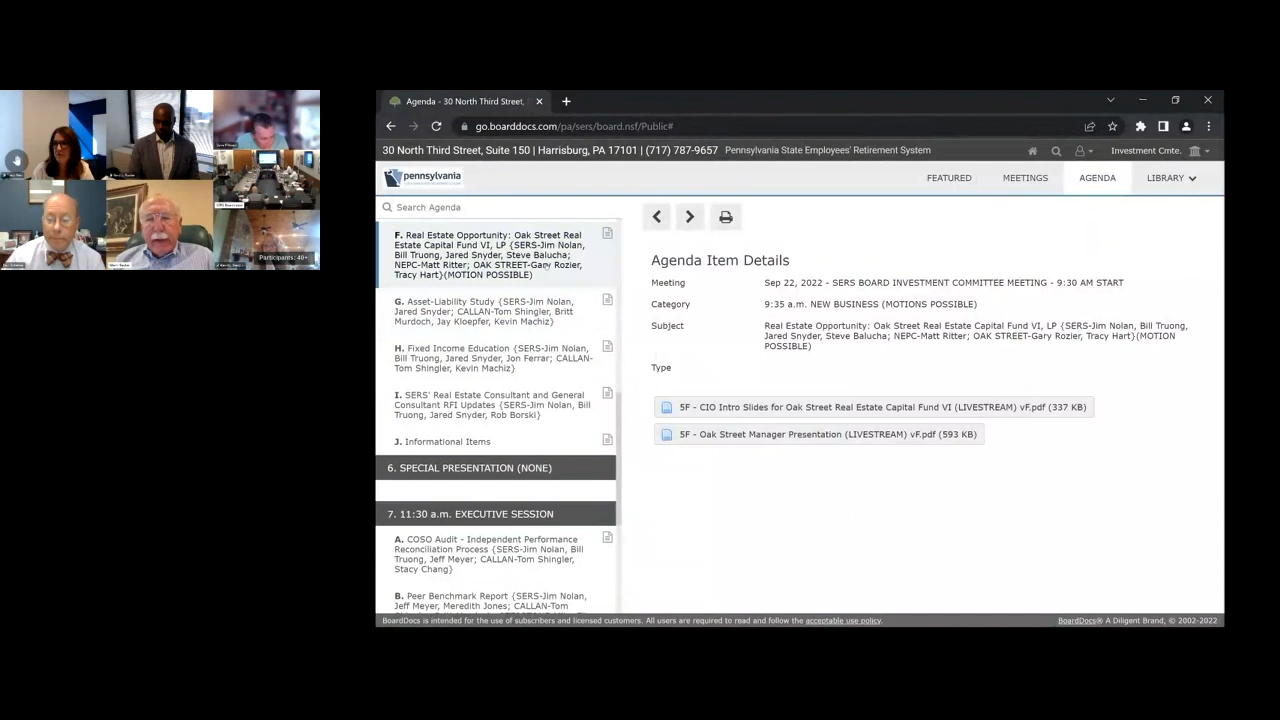 Participants: 40+
Agenda - 30 North Third Street,
go.boarddocs.com/pa/sers/board.nsf/Public#
30 North Third Street, Suite 150 | Harrisburg, PA 17101 | (717) 787-9657 Pennsylvania State Employees' Retirement System
Investment Cmte.
pennsylvania
FEATURED
MEETINGS
AGENDA
LIBRARY
Search Agenda
F. Real Estate Opportunity: Oak Street Real
Estate Capital Fund VI, LP {SERS-Jim Nolan,
Bill Truong, Jared Snyder, Steve Balucha;
NEPC-Matt Ritter; OAK STREET-Gary Rozier,
Tracy Hart}(MOTION POSSIBLE)
G. Asset-Liability Study {SERS-Jim Nolan,
Jared Snyder; CALLAN-Tom Shingler, Britt
Murdoch, Jay Kloepfer, Kevin Machiz}
H. Fixed Income Education {SERS-Jim Nolan,
Bill Truong, Jared Snyder, Jon Ferrar; CALLAN-
Tom Shingler, Kevin Machiz}
I. SERS' Real Estate Consultant and General
Consultant RFI Updates {SERS-Jim Nolan, Bill
Truong, Jared Snyder, Rob Borski}
J. Informational Items
6. SPECIAL PRESENTATION (NONE)
7. 11:30 a.m. EXECUTIVE SESSION
A. COSO Audit - Independent Performance
Reconciliation Process {SERS-Jim Nolan, Bill
Truong, Jeff Meyer; CALLAN-Tom Shingler,
Stacy Chang}
B. Peer Benchmark Report {SERS-Jim Nolan,
Jeff Meyer, Meredith Jones; CALLAN-Tom
Agenda Item Details
Meeting
Sep 22, 2022 - SERS BOARD INVESTMENT COMMITTEE MEETING - 9:30 AM START
Category
9:35 a.m. NEW BUSINESS (MOTIONS POSSIBLE)
Subject
Real Estate Opportunity: Oak Street Real Estate Capital Fund VI, LP {SERS-Jim Nolan, Bill Truong,
Jared Snyder, Steve Balucha; NEPC-Matt Ritter; OAK STREET-Gary Rozier, Tracy Hart}(MOTION
POSSIBLE)
Type
5F - CIO Intro Slides for Oak Street Real Estate Capital Fund VI (LIVESTREAM) vF.pdf (337 KB)
5F - Oak Street Manager Presentation (LIVESTREAM) vF.pdf (593 KB)
BoardDocs is intended for the use of subscribers and licensed customers. All users are required to read and follow the acceptable use policy.
BoardDocs® A Diligent Brand, © 2002-2022